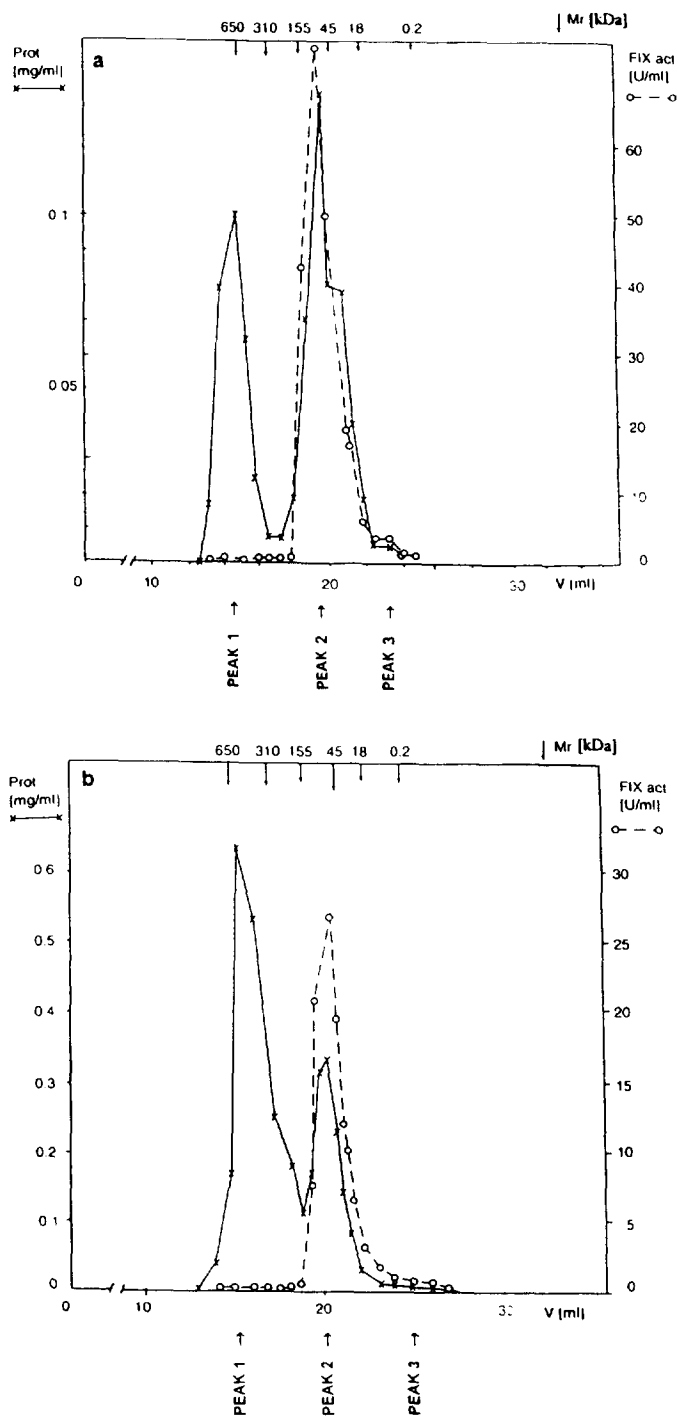 650 310 155 45 18 0.2 Mr [kDa]
a
Prot
[mg/ml]
FIX act
[U/ml]
60
0.1
50
40
30
0.05
20
10
0
0 10 20 30 V [ml]
PEAK 1
PEAK 2
PEAK 3
650 310 155 45 18 0.2 Mr [kDa]
b
Prot
[mg/ml]
FIX act
[U/ml]
0.6
30
0.5
25
0.4
20
0.3
15
0.2
10
0.1
5
0
0
0 10 20 V [ml]
PEAK 1
PEAK 2
PEAK 3